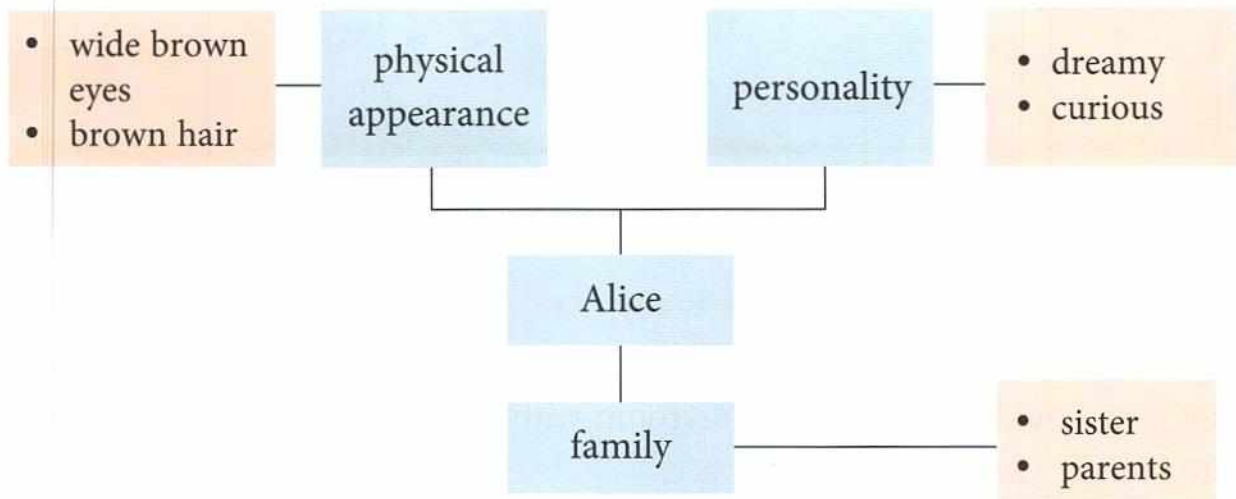 • wide brown
eyes
• brown hair
physical
appearance
personality
• dreamy
• curious
Alice
family
• sister
• parents